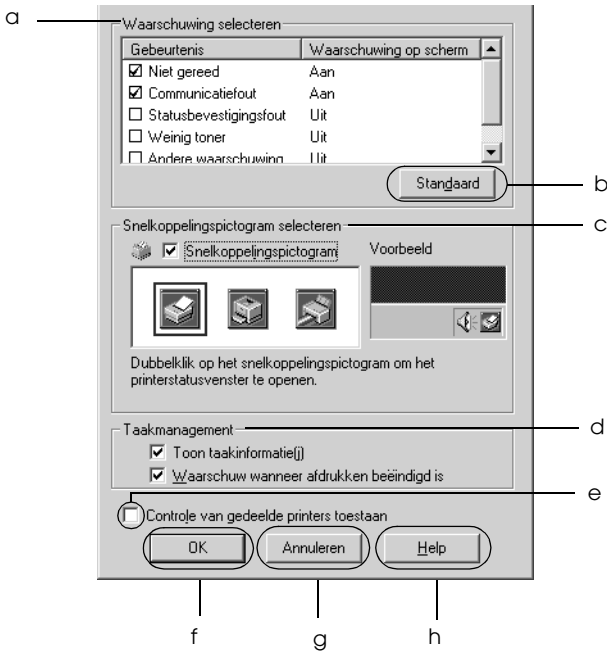 a
Waarschuwing selecteren
Gebeurtenis Waarschuwing op scherm
Niet gereed Aan
Communicatiefout Aan
Statusbevestigingsfout Uit
Weinig toner Uit
Andere waarschuwing Uit
Standaard
b
Snelkoppelingspictogram selecteren
c
Snelkoppelingspictogram Voorbeeld
Dubbelklik op het snelkoppelingspictogram om het
printerstatusvenster te openen.
Taakmanagement
d
Toon taakinformatie(j)
Waarschuw wanneer afdrukken beëindigd is
e
Controle van gedeelde printers toestaan
OK Annuleren Help
f g h